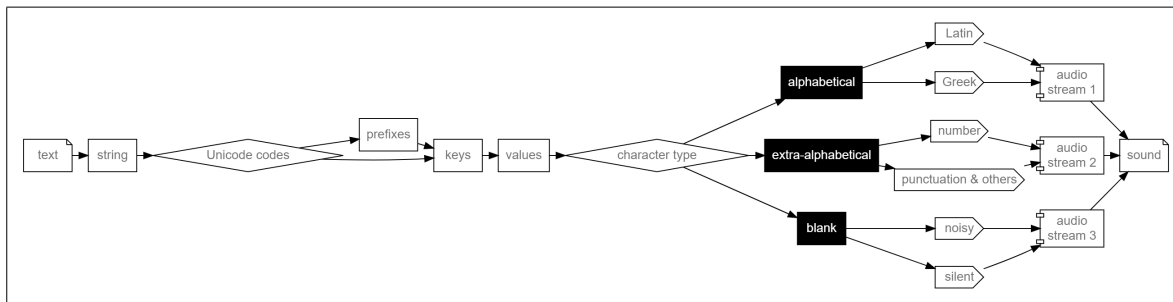 text
string
Unicode codes
prefixes
keys
values
character type
alphabetical
extra-alphabetical
blank
Latin
Greek
number
punctuation & others
noisy
silent
audio
stream 1
audio
stream 2
audio
stream 3
sound